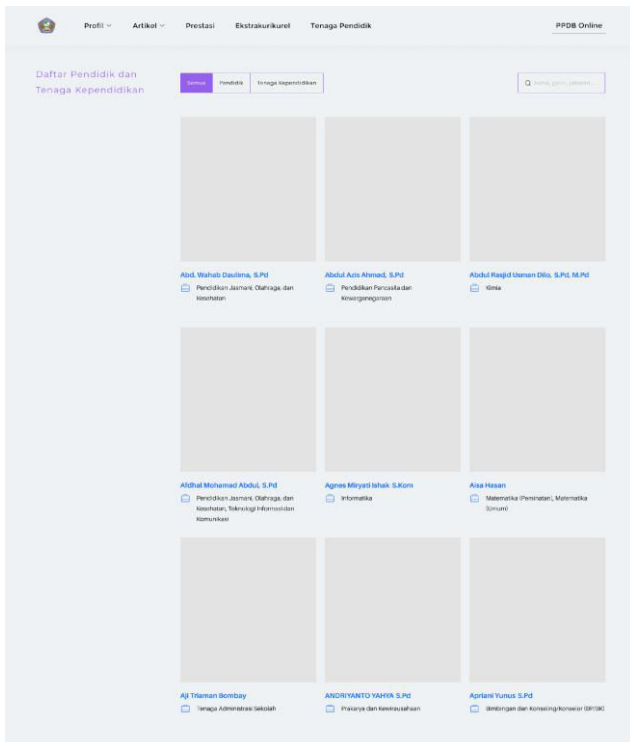 Profil
Artikel
Prestasi
Ekstrakurikurel
Tenaga Pendidik
PPDB Online
Daftar Pendidik dan
Tenaga Kependidikan
Semua
Pendidik
Tenaga Kependidikan
Abd. Wahab Daulima, S.Pd
Pendidikan Jasmani, Olahraga, dan
Kesehatan
Abdul Azis Ahmad, S.Pd
Pendidikan Pancasila dan
Kewarganegaraan
Abdul Rasjid Usman Dilo, S.Pd, M.Pd
Kimia
Afdhal Mohamad Abdul, S.Pd
Pendidikan Jasmani, Olahraga, dan
Kesehatan, Teknologi Informasi dan
Komunikasi
Agnes Miryati Ishak S.Kom
Informatika
Aisa Hasan
Matematika (Peminatan), Matematika
(Umum)
Aji Triaman Bombay
Tenaga Administrasi Sekolah
ANDRIYANTO YAHYA S.Pd
Prakarya dan Kewirausahaan
Apriani Yunus S.Pd
Bimbingan dan Konseling/Konselor (BP/BK)